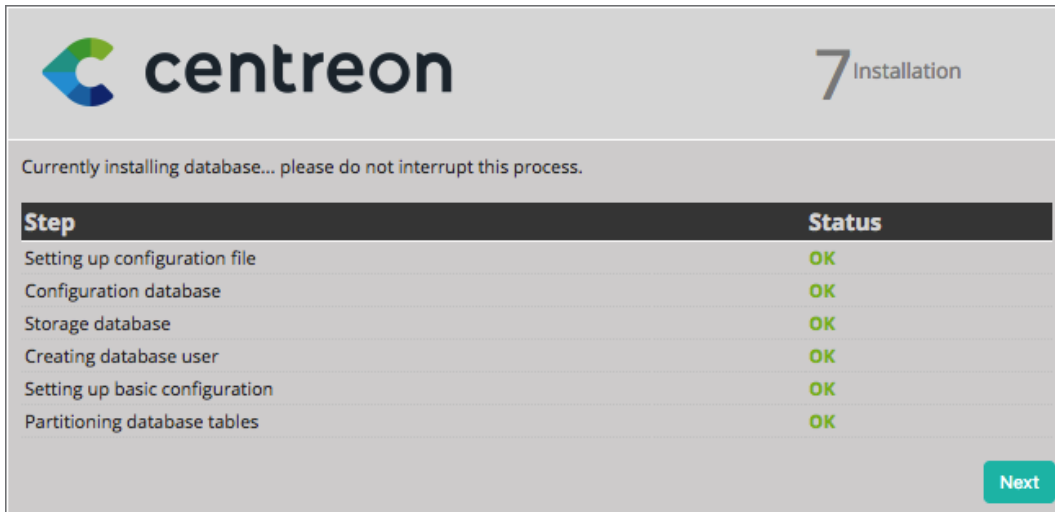 centreon
7 Installation
Currently installing database... please do not interrupt this process.
Step Status
Setting up configuration file OK
Configuration database OK
Storage database OK
Creating database user OK
Setting up basic configuration OK
Partitioning database tables OK
Next